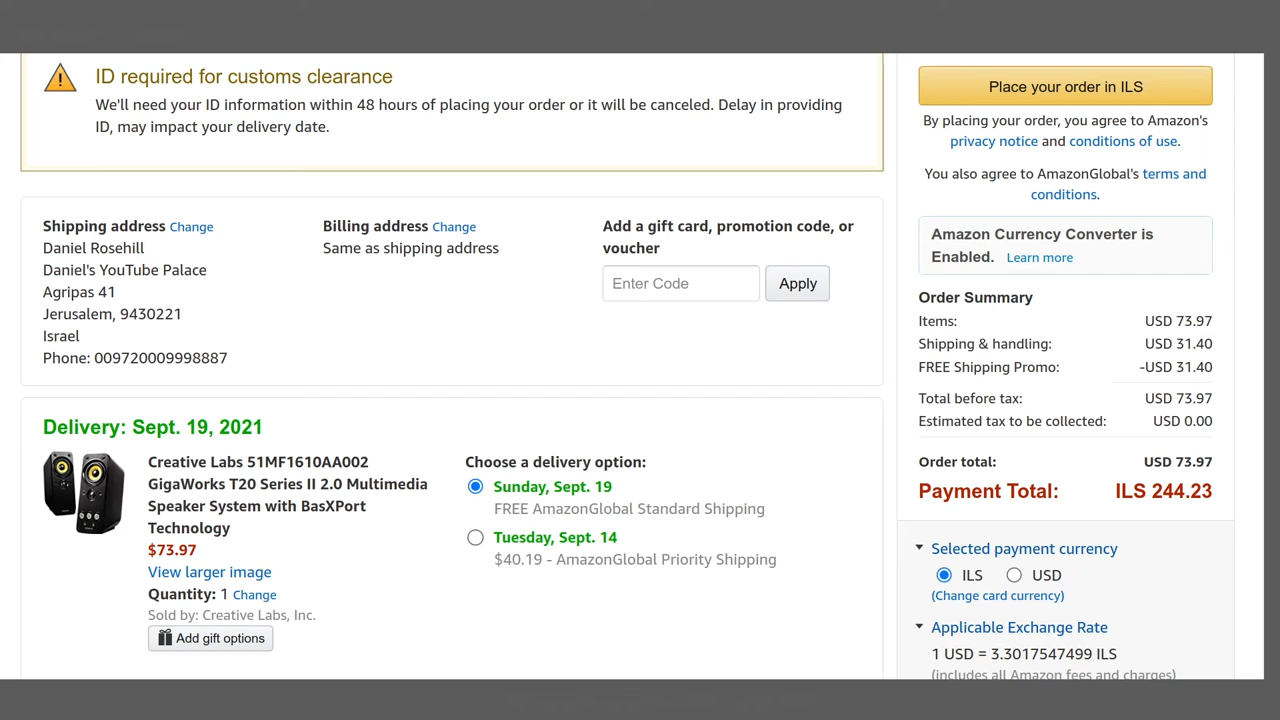 ID required for customs clearance
We'll need your ID information within 48 hours of placing your order or it will be canceled. Delay in providing
ID, may impact your delivery date.
Shipping address Change
Daniel Rosehill
Daniel's YouTube Palace
Agripas 41
Jerusalem, 9430221
Israel
Phone: 009720009998887
Billing address Change
Same as shipping address
Add a gift card, promotion code, or
voucher
Enter Code Apply
Delivery: Sept. 19, 2021
Creative Labs 51MF1610AA002
GigaWorks T20 Series II 2.0 Multimedia
Speaker System with BasXPort
Technology
$73.97
View larger image
Quantity: 1 Change
Sold by: Creative Labs, Inc.
Add gift options
Choose a delivery option:
Sunday, Sept. 19
FREE AmazonGlobal Standard Shipping
Tuesday, Sept. 14
$40.19 - AmazonGlobal Priority Shipping
Place your order in ILS
By placing your order, you agree to Amazon's
privacy notice and conditions of use.
You also agree to AmazonGlobal's terms and
conditions.
Amazon Currency Converter is
Enabled. Learn more
Order Summary
Items: USD 73.97
Shipping & handling: USD 31.40
FREE Shipping Promo: -USD 31.40
Total before tax: USD 73.97
Estimated tax to be collected: USD 0.00
Order total: USD 73.97
Payment Total: ILS 244.23
Selected payment currency
ILS USD
(Change card currency)
Applicable Exchange Rate
1 USD = 3.3017547499 ILS
(includes all Amazon fees and charges)